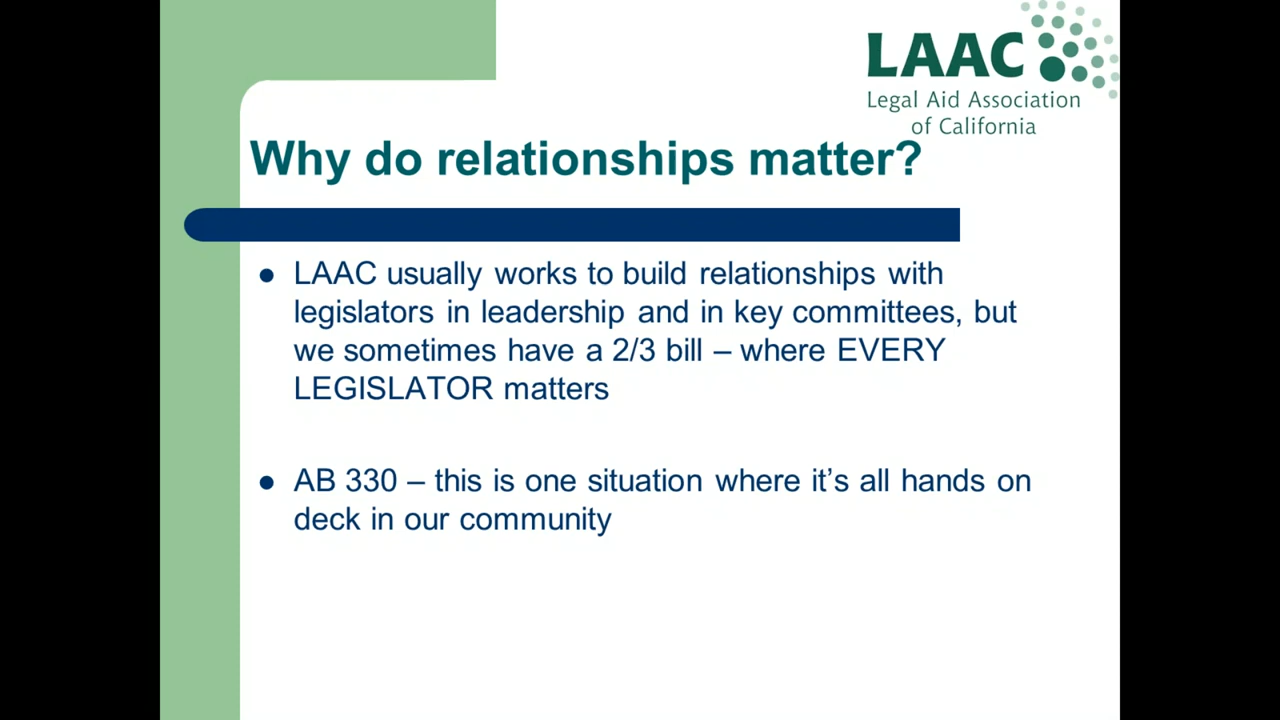 LAAC
Legal Aid Association
of California
Why do relationships matter?
LAAC usually works to build relationships with
legislators in leadership and in key committees, but
we sometimes have a 2/3 bill – where EVERY
LEGISLATOR matters
AB 330 – this is one situation where it’s all hands on
deck in our community